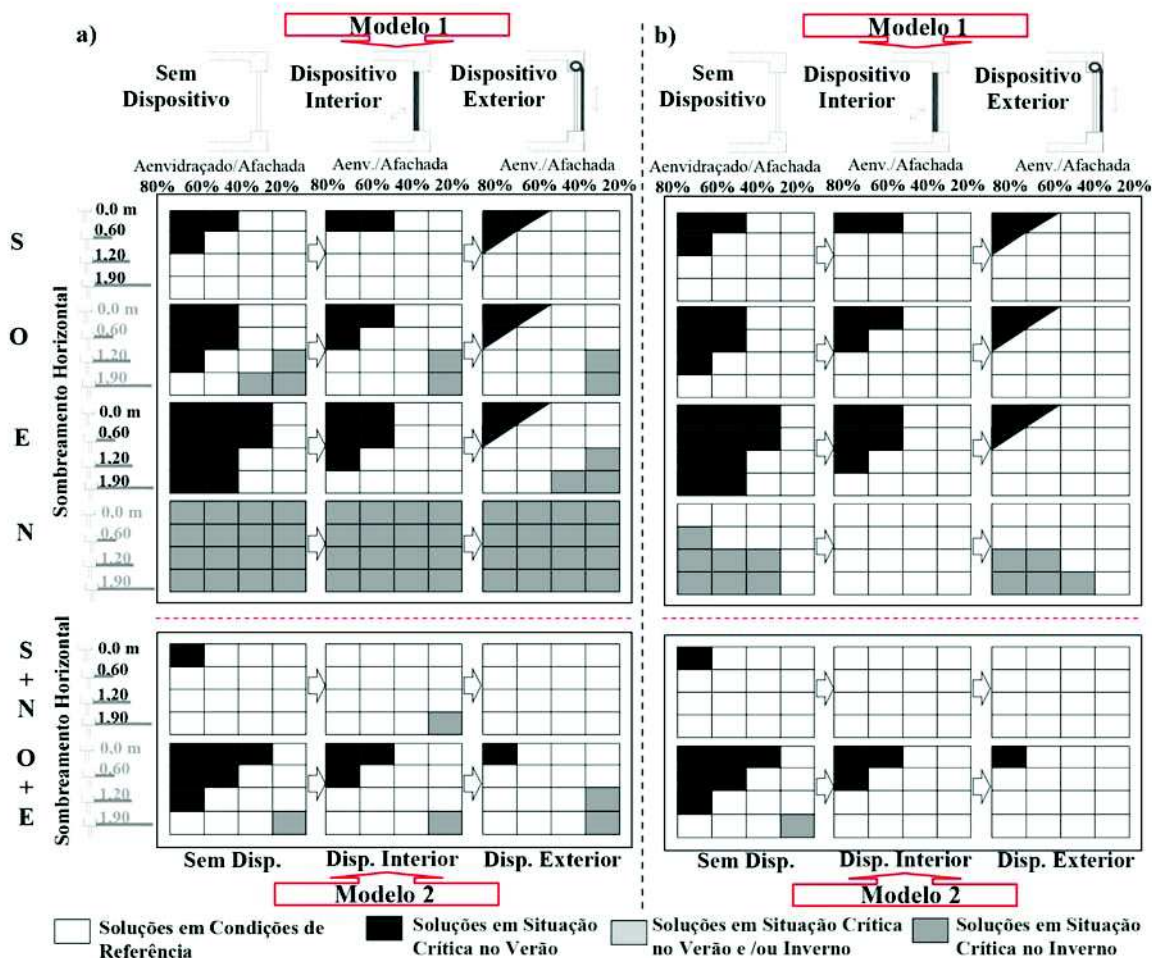 a)
Modelo 1
Sem
Dispositivo
Dispositivo
Interior
Dispositivo
Exterior
Aenvidraçado/Afachada
Aenv./Afachada
Aenv./Afachada
80% 60% 40% 20%
80% 60% 40% 20%
80% 60% 40% 20%
Sombreamento Horizontal
S
0.0 m
0.60
1.20
1.90
O
0.0 m
0.60
1.20
1.90
E
0.0 m
0.60
1.20
1.90
N
0.0 m
0.60
1.20
1.90
Sombreamento Horizontal
S
+
N
0.0 m
0.60
1.20
1.90
O
+
E
0.0 m
0.60
1.20
1.90
Sem Disp.
Disp. Interior
Disp. Exterior
Modelo 2
b)
Modelo 1
Sem
Dispositivo
Dispositivo
Interior
Dispositivo
Exterior
Aenvidraçado/Afachada
Aenv./Afachada
Aenv./Afachada
80% 60% 40% 20%
80% 60% 40% 20%
80% 60% 40% 20%
Sem Disp.
Disp. Interior
Disp. Exterior
Modelo 2
Soluções em Condições de
Referência
Soluções em Situação
Crítica no Verão
Soluções em Situação Crítica
no Verão e /ou Inverno
Soluções em Situação
Crítica no Inverno